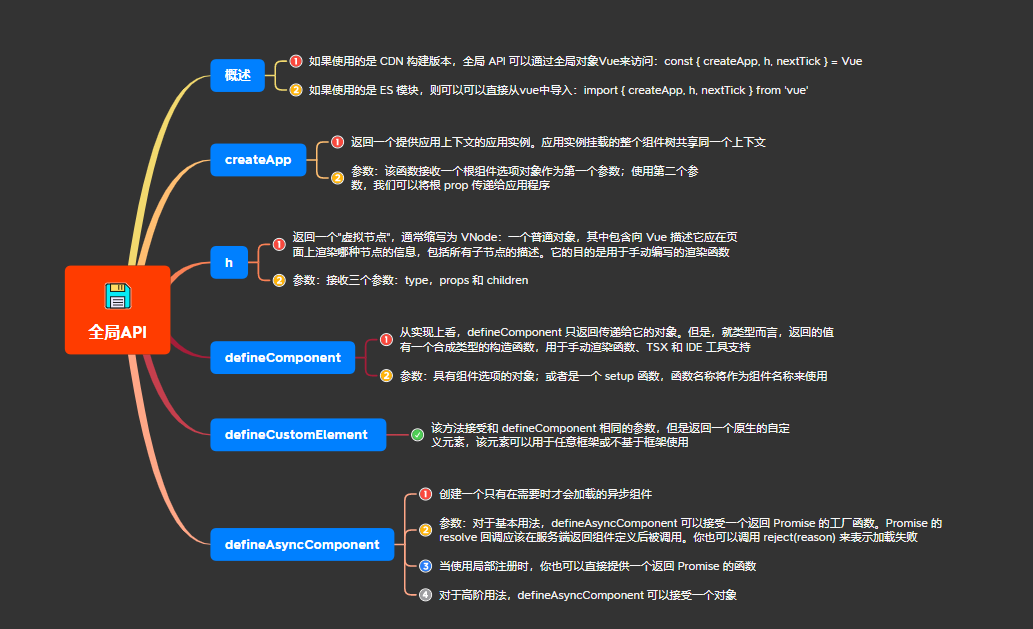 概述
1 如果使用的是 CDN 构建版本，全局 API 可以通过全局对象Vue来访问：const { createApp, h, nextTick } = Vue
2 如果使用的是 ES 模块，则可以可以直接从vue中导入：import { createApp, h, nextTick } from 'vue'
createApp
1 返回一个提供应用上下文的应用实例。应用实例挂载的整个组件树共享同一个上下文
2 参数：该函数接收一个根组件选项对象作为第一个参数；使用第二个参
数，我们可以将根 prop 传递给应用程序
h
1 返回一个"虚拟节点"，通常缩写为 VNode：一个普通对象，其中包含向 Vue 描述它应在页
面上渲染哪种节点的信息，包括所有子节点的描述。它的目的是用于手动编写的渲染函数
2 参数：接收三个参数：type，props 和 children
全局API
defineComponent
1 从实现上看，defineComponent 只返回传递给它的对象。但是，就类型而言，返回的值
有一个合成类型的构造函数，用于手动渲染函数、TSX 和 IDE 工具支持
2 参数：具有组件选项的对象；或者是一个 setup 函数，函数名称将作为组件名称来使用
defineCustomElement
该方法接受和 defineComponent 相同的参数，但是返回一个原生的自定
义元素，该元素可以用于任意框架或不基于框架使用
defineAsyncComponent
1 创建一个只有在需要时才会加载的异步组件
2 参数：对于基本用法，defineAsyncComponent 可以接受一个返回 Promise 的工厂函数。Promise 的
resolve 回调应该在服务端返回组件定义后被调用。你也可以调用 reject(reason) 来表示加载失败
3 当使用局部注册时，你也可以直接提供一个返回 Promise 的函数
4 对于高阶用法，defineAsyncComponent 可以接受一个对象